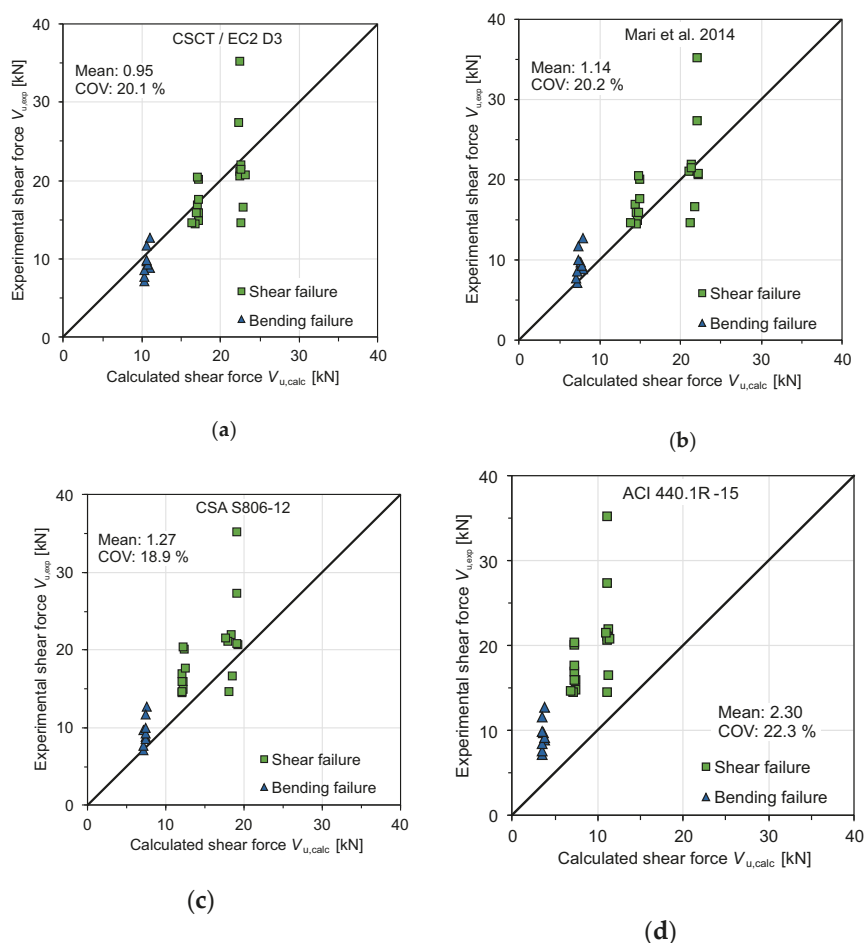 CSCT / EC2 D3
Mean: 0.95
COV: 20.1 %
Experimental shear force Vu,exp [kN]
40
30
20
10
0
Shear failure
Bending failure
0 10 20 30 40
Calculated shear force Vu,calc [kN]
(a)
Mari et al. 2014
Mean: 1.14
COV: 20.2 %
Experimental shear force Vu,exp [kN]
40
30
20
10
0
Shear failure
Bending failure
0 10 20 30 40
Calculated shear force Vu,calc [kN]
(b)
CSA S806-12
Mean: 1.27
COV: 18.9 %
Experimental shear force Vu,exp [kN]
40
30
20
10
0
Shear failure
Bending failure
0 10 20 30 40
Calculated shear force Vu,calc [kN]
(c)
ACI 440.1R -15
Experimental shear force Vu,exp [kN]
40
30
20
10
0
Mean: 2.30
COV: 22.3 %
Shear failure
Bending failure
0 10 20 30 40
Calculated shear force Vu,calc [kN]
(d)